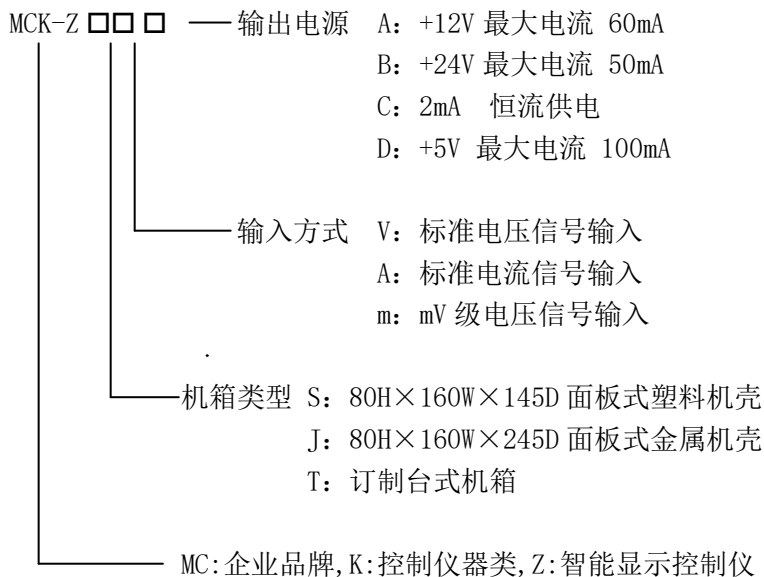 MCK-Z □□ □ 输出电源 A: +12V 最大电流 60mA
B: +24V 最大电流 50mA
C: 2mA 恒流供电
D: +5V 最大电流 100mA
输入方式 V: 标准电压信号输入
A: 标准电流信号输入
m: mV 级电压信号输入
机箱类型 S: 80H×160W×145D 面板式塑料机壳
J: 80H×160W×245D 面板式金属机壳
T: 订制台式机箱
MC:企业品牌,K:控制仪器类,Z:智能显示控制仪